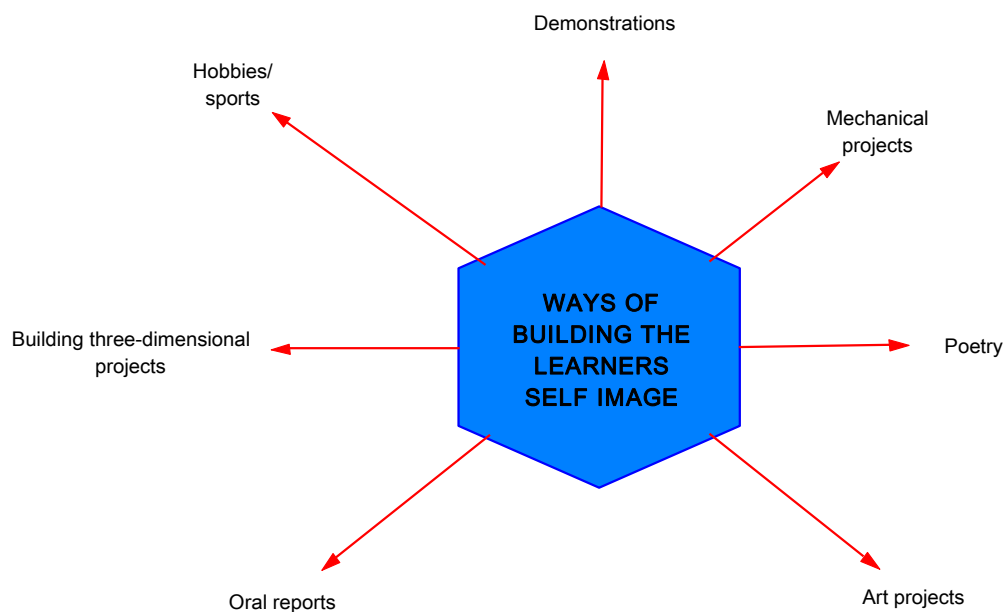 Demonstrations
Hobbies/
sports
Mechanical
projects
WAYS OF
BUILDING THE
LEARNERS
SELF IMAGE
Building three-dimensional
projects
Poetry
Oral reports
Art projects